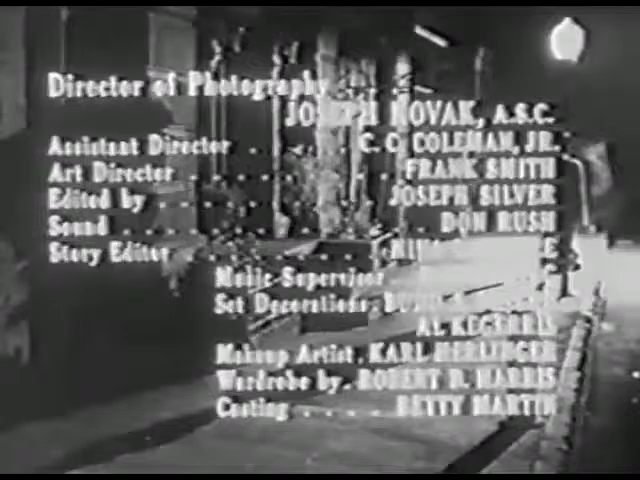 Director of Photography
JOSEPH NOVAK, A.S.C.
Assistant Director . . . . C. C. COLEMAN, JR.
Art Director . . . . . . . . FRANK SMITH
Edited by . . . . . . . . . JOSEPH SILVER
Sound . . . . . . . . . . . . DON RUSH
Story Editor . . . . . . . .
Music Supervisor .
Set Decorations.
AL KEGERRIS
Makeup Artist. KARL HERLINGER
Wardrobe by. ROBERT B. HARRIS
Casting . . . . BETTY MARTIN